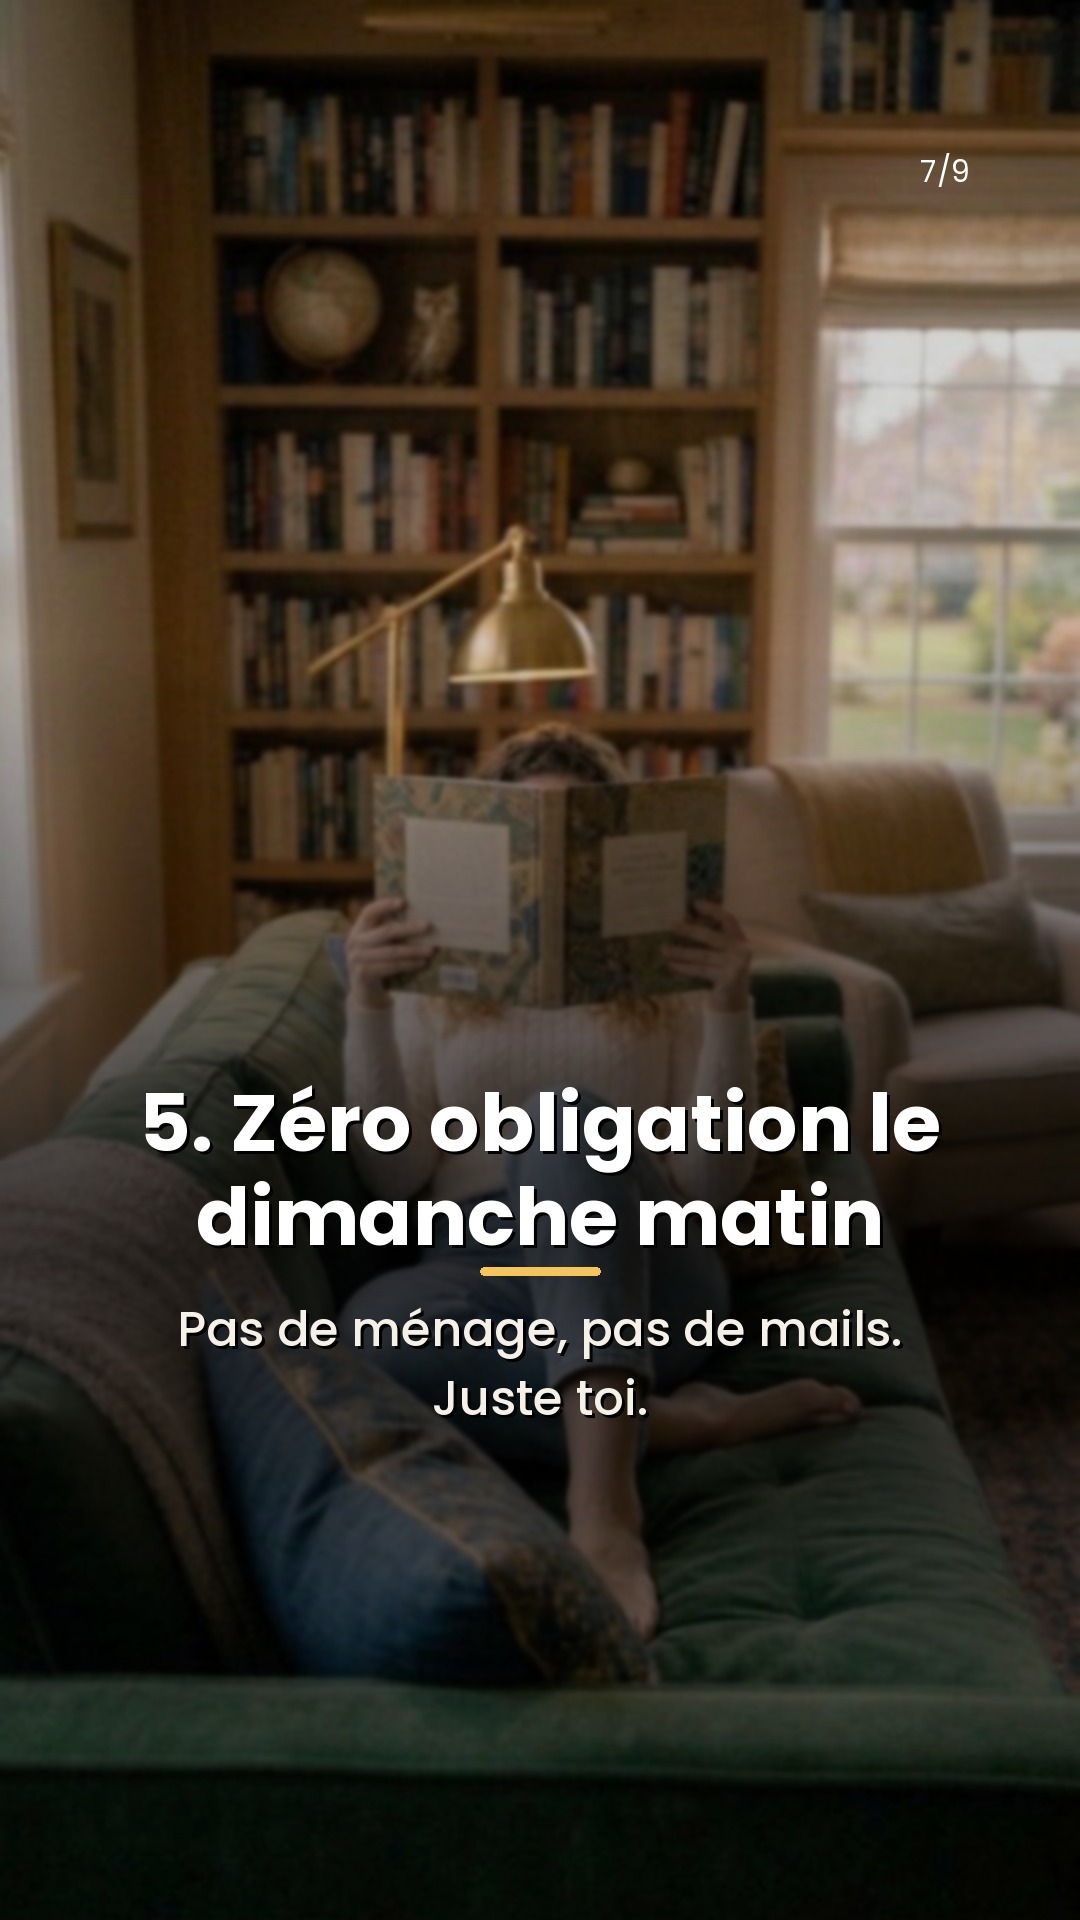 7/9
5. Zéro obligation le
dimanche matin
Pas de ménage, pas de mails.
Juste toi.